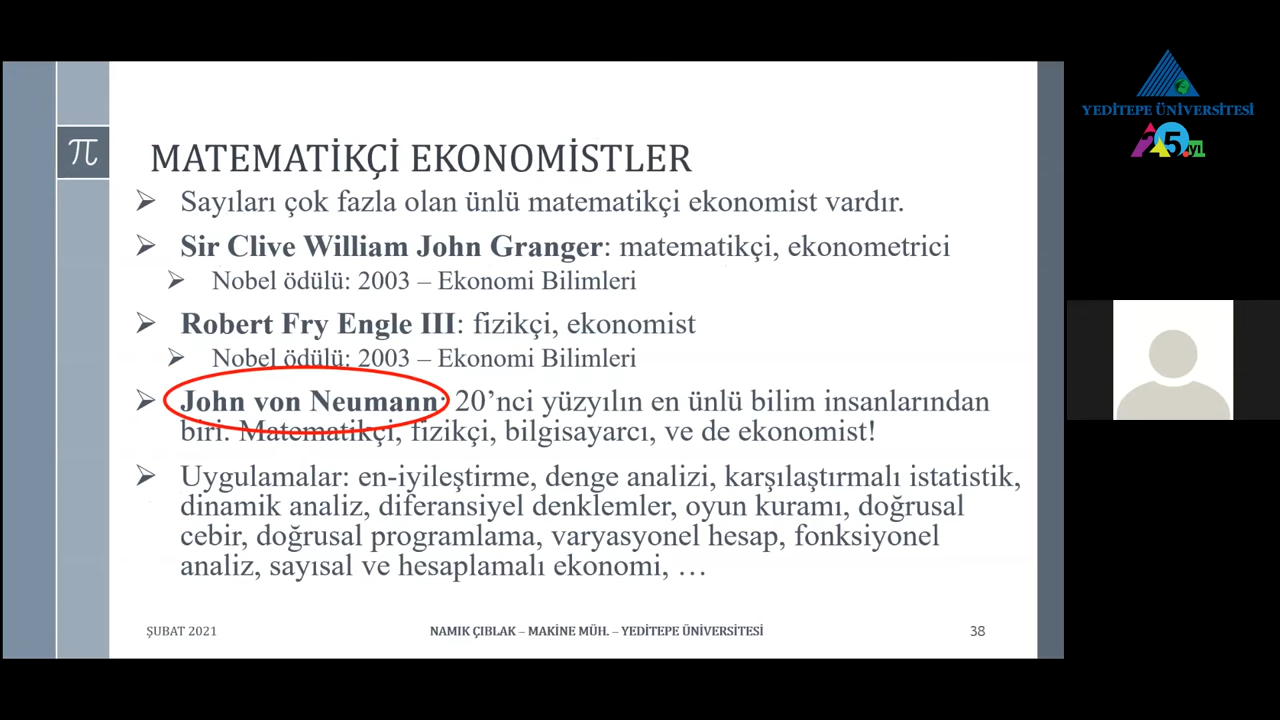 YEDİTEPE ÜNİVERSİTESİ
25.yıl
π
MATEMATİKÇİ EKONOMİSTLER
Sayıları çok fazla olan ünlü matematikçi ekonomist vardır.
Sir Clive William John Granger: matematikçi, ekonometrici
Nobel ödülü: 2003 – Ekonomi Bilimleri
Robert Fry Engle III: fizikçi, ekonomist
Nobel ödülü: 2003 – Ekonomi Bilimleri
John von Neumann: 20’nci yüzyılın en ünlü bilim insanlarından
biri. Matematikçi, fizikçi, bilgisayarcı, ve de ekonomist!
Uygulamalar: en-iyileştirme, denge analizi, karşılaştırmalı istatistik,
dinamik analiz, diferansiyel denklemler, oyun kuramı, doğrusal
cebir, doğrusal programlama, varyasyonel hesap, fonksiyonel
analiz, sayısal ve hesaplamalı ekonomi, …
ŞUBAT 2021
NAMIK ÇIBLAK – MAKİNE MÜH. – YEDİTEPE ÜNİVERSİTESİ
38